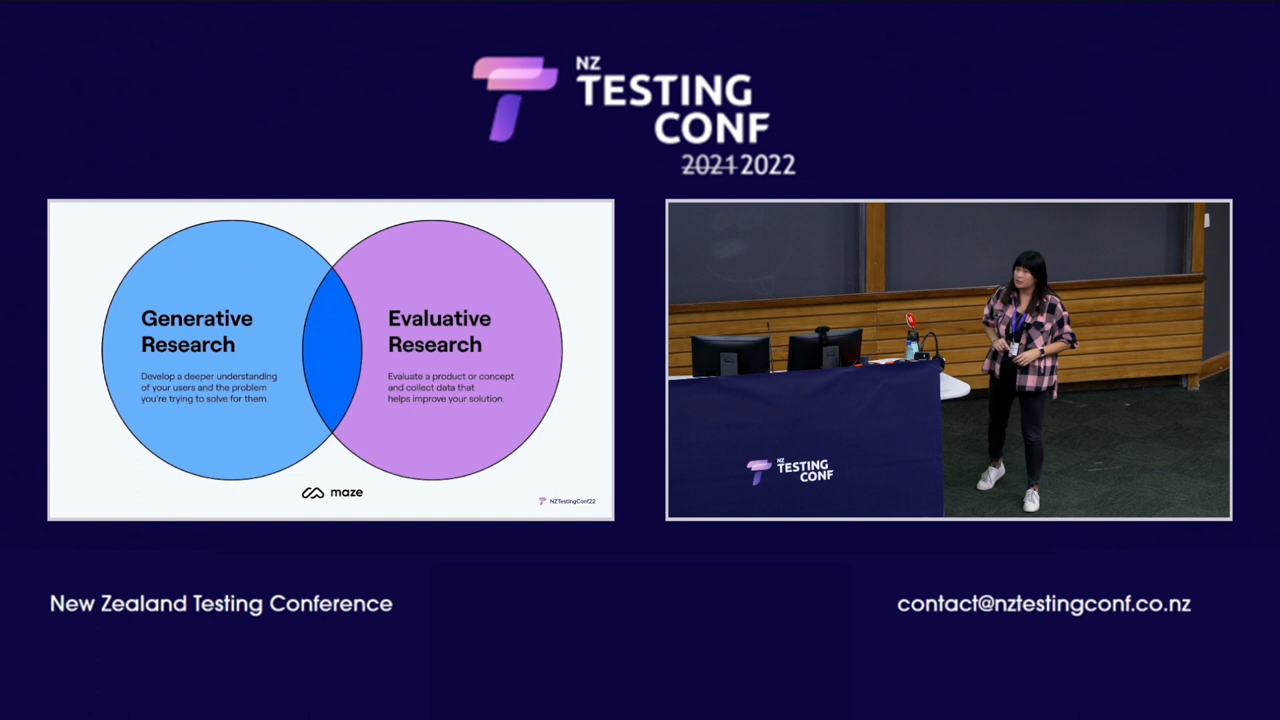 NZ
TESTING
CONF
2021 2022
Generative
Research
Develop a deeper understanding
of your users and the problem
you're trying to solve for them.
Evaluative
Research
Evaluate a product or concept
and collect data that
helps improve your solution.
maze
NZTestingConf22
NZ
TESTING
CONF
New Zealand Testing Conference
contact@nztestingconf.co.nz